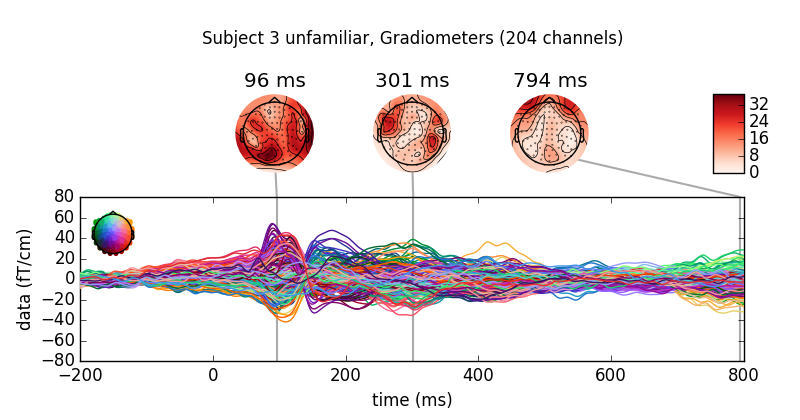 Subject 3 unfamiliar, Gradiometers (204 channels)
96 ms 301 ms 794 ms
32
24
16
8
0
80
60
40
20
0
−20
−40
−60
−80
data (fT/cm)
−200 0 200 400 600 800
time (ms)